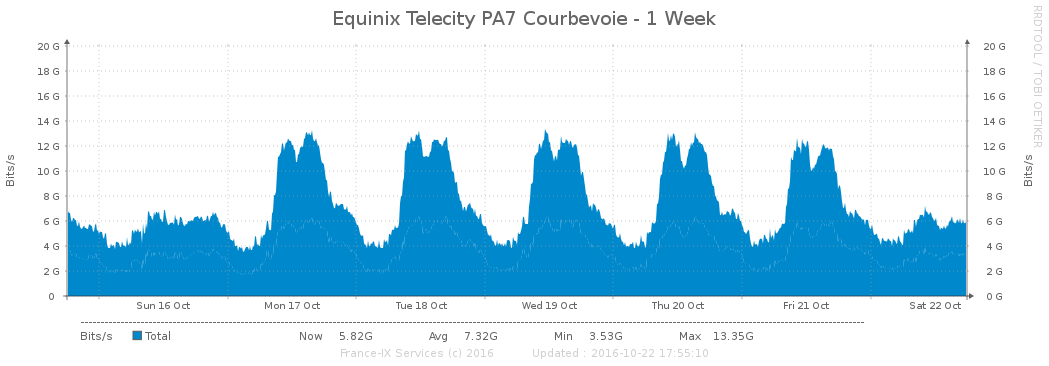 Equinix Telecity PA7 Courbevoie - 1 Week
RRDTOOL / TOBI OETIKER
Bits/s
20 G 20 G
18 G 18 G
16 G 16 G
14 G 14 G
12 G 12 G
10 G 10 G
8 G 8 G
6 G 6 G
4 G 4 G
2 G 2 G
0 0 G
Bits/s
Sun 16 Oct Mon 17 Oct Tue 18 Oct Wed 19 Oct Thu 20 Oct Fri 21 Oct Sat 22 Oct
Bits/s Total Now 5.82G Avg 7.32G Min 3.53G Max 13.35G
France-IX Services (c) 2016 Updated : 2016-10-22 17:55:10